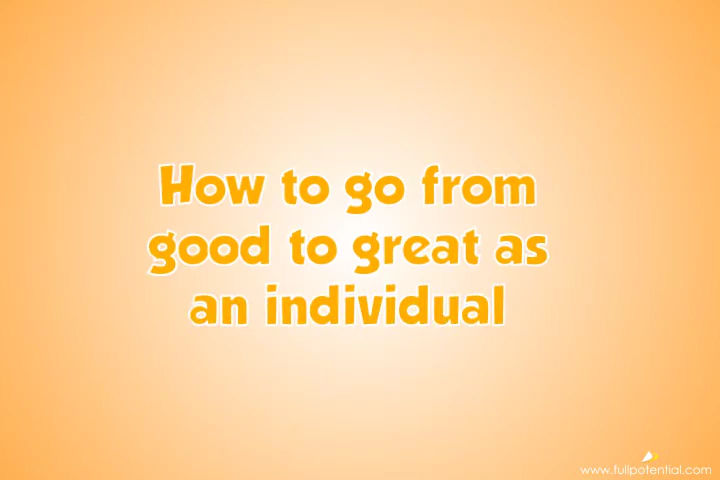 How to go from
good to great as
an individual
www.fullpotential.com